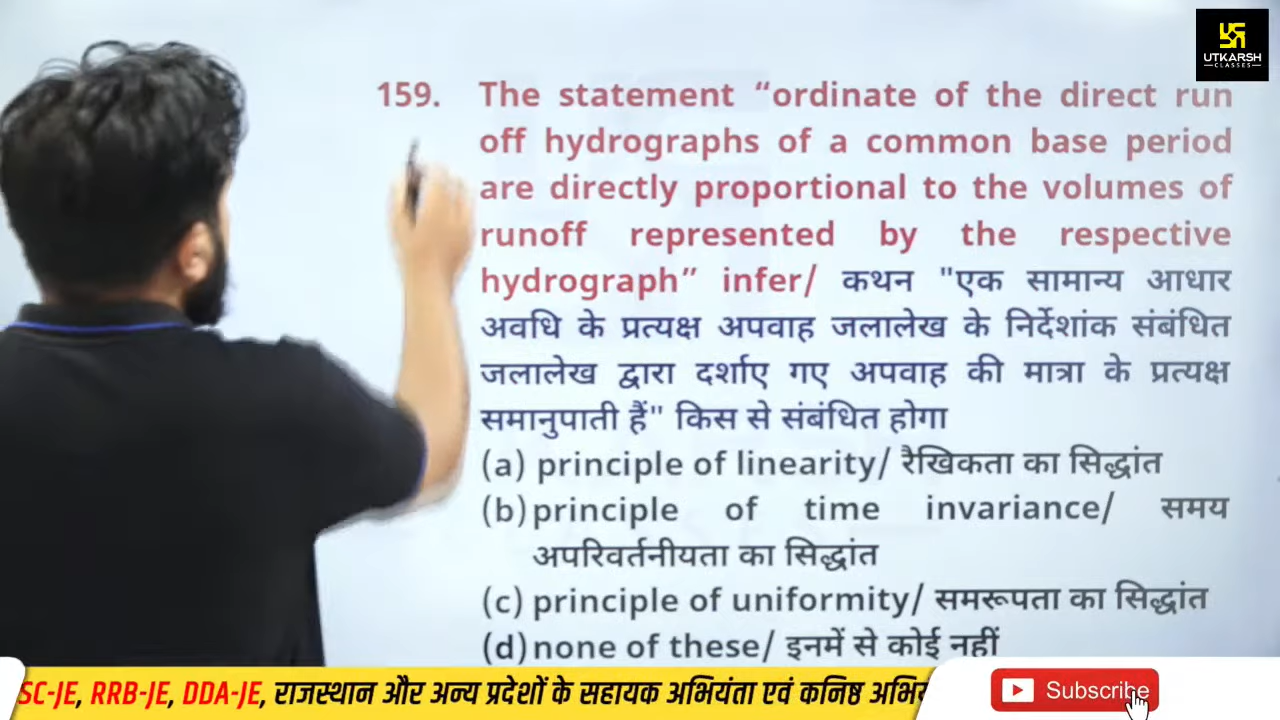 UTKARSH
CLASSES
159. The statement “ordinate of the direct run
off hydrographs of a common base period
are directly proportional to the volumes of
runoff represented by the respective
hydrograph” infer/ कथन "एक सामान्य आधार
अवधि के प्रत्यक्ष अपवाह जलालेख के निर्देशांक संबंधित
जलालेख द्वारा दर्शाए गए अपवाह की मात्रा के प्रत्यक्ष
समानुपाती हैं" किस से संबंधित होगा
(a) principle of linearity/ रैखिकता का सिद्धांत
(b) principle of time invariance/ समय
अपरिवर्तनीयता का सिद्धांत
(c) principle of uniformity/ समरूपता का सिद्धांत
(d) none of these/ इनमें से कोई नहीं
SC-JE, RRB-JE, DDA-JE, राजस्थान और अन्य प्रदेशों के सहायक अभियंता एवं कनिष्ठ
Subscribe